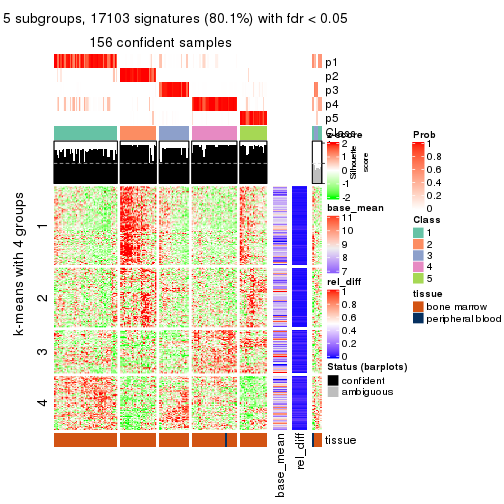 5 subgroups, 17103 signatures (80.1%) with fdr < 0.05
156 confident samples
p1
p2
p3
p4
p5
Class
Silhouette
score
k-means with 4 groups
1
2
3
4
z-score
2
1
0
-1
-2
base_mean
11
10
9
8
7
rel_diff
1
0.8
0.6
0.4
0.2
0
Status (barplots)
confident
ambiguous
Prob
1
0.8
0.6
0.4
0.2
0
Class
1
2
3
4
5
tissue
bone marrow
peripheral blood
tissue
base_mean
rel_diff